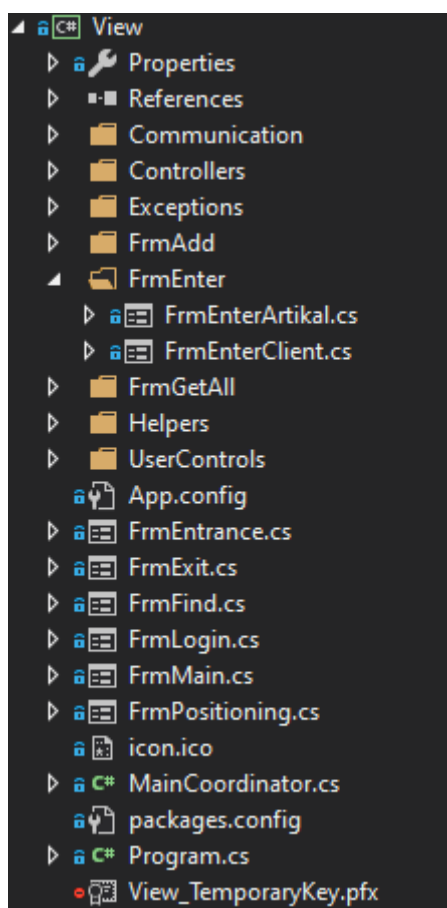 C# View
Properties
References
Communication
Controllers
Exceptions
FrmAdd
FrmEnter
FrmEnterArtikal.cs
FrmEnterClient.cs
FrmGetAll
Helpers
UserControls
App.config
FrmEntrance.cs
FrmExit.cs
FrmFind.cs
FrmLogin.cs
FrmMain.cs
FrmPositioning.cs
icon.ico
C# MainCoordinator.cs
packages.config
C# Program.cs
View_TemporaryKey.pfx